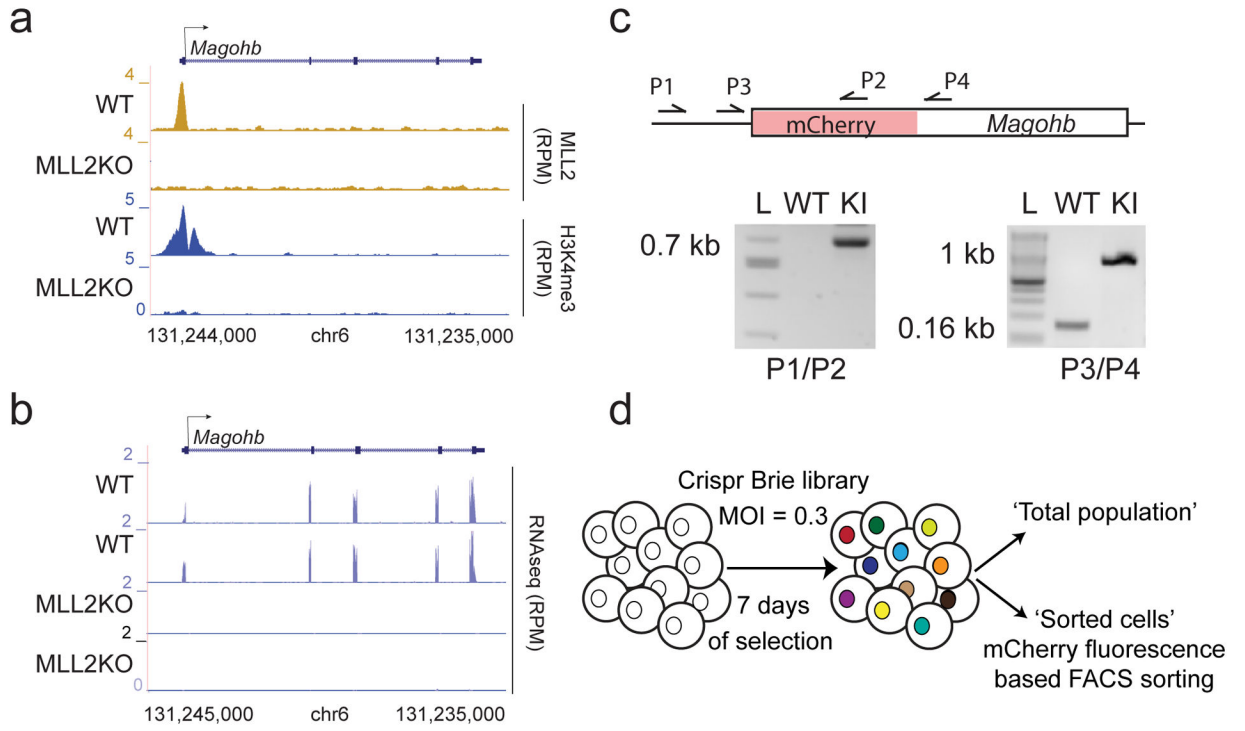 a
Magohb
4
WT
4
MLL2KO
5
WT
5
MLL2KO
0
131,244,000 chr6 131,235,000
MLL2
(RPM)
H3K4me3
(RPM)
b
Magohb
2
WT
2
WT
2
MLL2KO
2
MLL2KO
0
131,245,000 chr6 131,235,000
RNAseq (RPM)
c
P1 P3 P2 P4
mCherry Magohb
L WT KI
0.7 kb
P1/P2
L WT KI
1 kb
0.16 kb
P3/P4
d
Crispr Brie library
MOI = 0.3
7 days
of selection
‘Total population’
‘Sorted cells’
mCherry fluorescence
based FACS sorting